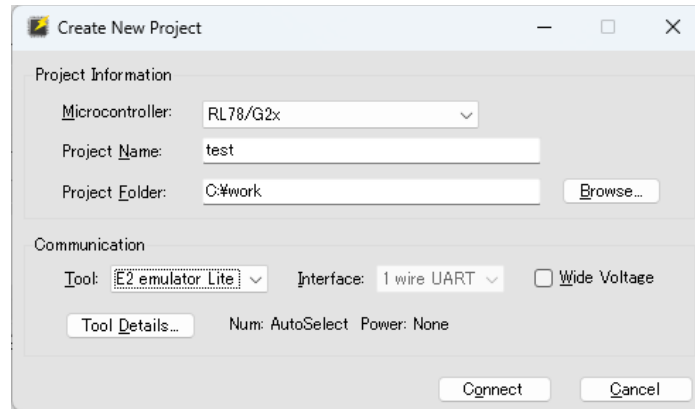 Create New Project
Project Information
Microcontroller: RL78/G2x
Project Name: test
Project Folder: C:¥work Browse...
Communication
Tool: E2 emulator Lite Interface: 1 wire UART Wide Voltage
Tool Details... Num: AutoSelect Power: None
Connect Cancel